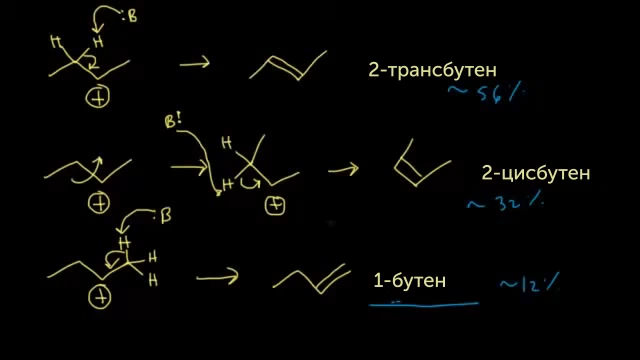 :B
H H
2-трансбутен
⊕
~ 56 %
B:
H
2-цисбутен
H
⊕ ⊕
~ 32 %
:B
H
H
H
1-бутен ~12%
⊕